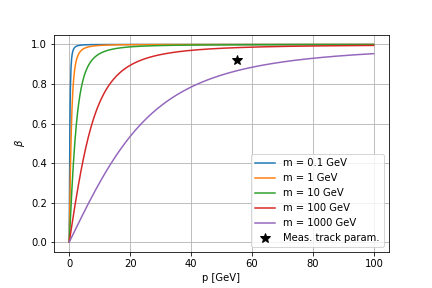 1.0
0.8
0.6
0.4
0.2
0.0
β
0 20 40 60 80 100
p [GeV]
m = 0.1 GeV
m = 1 GeV
m = 10 GeV
m = 100 GeV
m = 1000 GeV
Meas. track param.